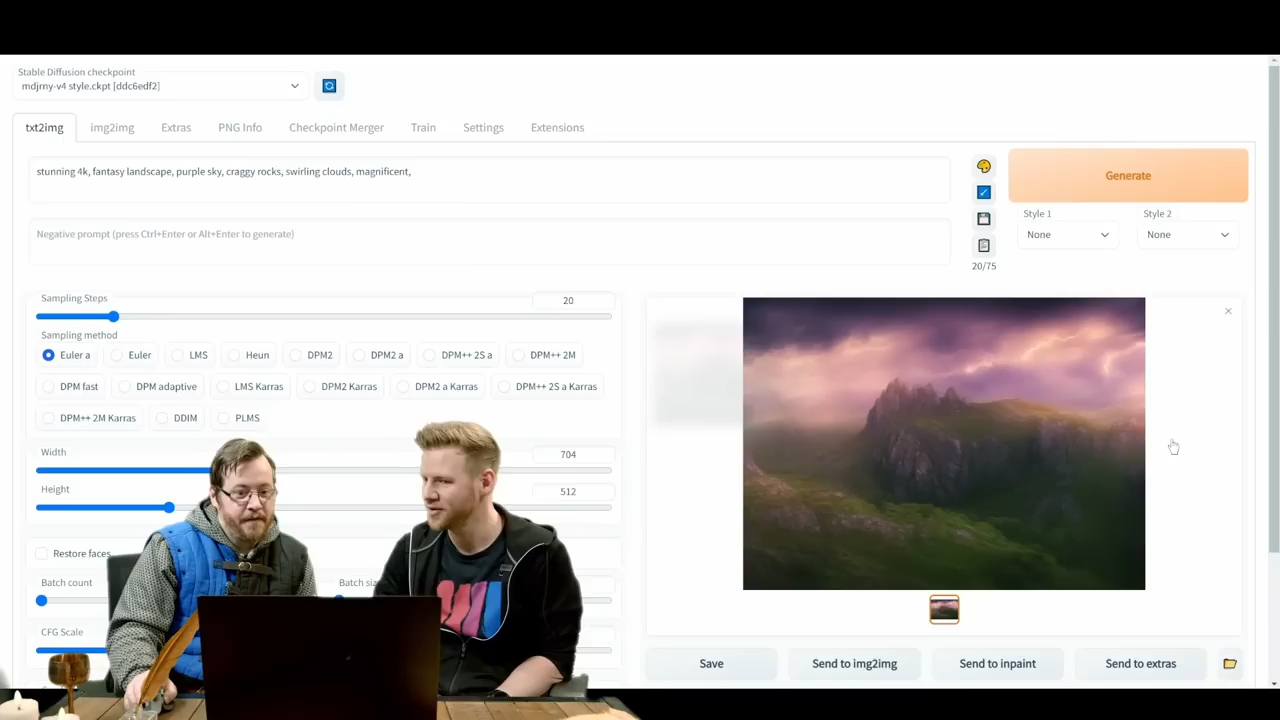 Stable Diffusion checkpoint
mdjrny-v4 style.ckpt [ddc6edf2]
txt2img img2img Extras PNG Info Checkpoint Merger Train Settings Extensions
stunning 4k, fantasy landscape, purple sky, craggy rocks, swirling clouds, magnificent,
Generate
Negative prompt (press Ctrl+Enter or Alt+Enter to generate)
Style 1 Style 2
None None
20/75
Sampling Steps 20
Sampling method
Euler a Euler LMS Heun DPM2 DPM2 a DPM++ 2S a DPM++ 2M
DPM fast DPM adaptive LMS Karras DPM2 Karras DPM2 a Karras DPM++ 2S a Karras
DPM++ 2M Karras DDIM PLMS
Width 704
Height 512
Restore faces
Batch count Batch
CFG Scale
Save Send to img2img Send to inpaint Send to extras